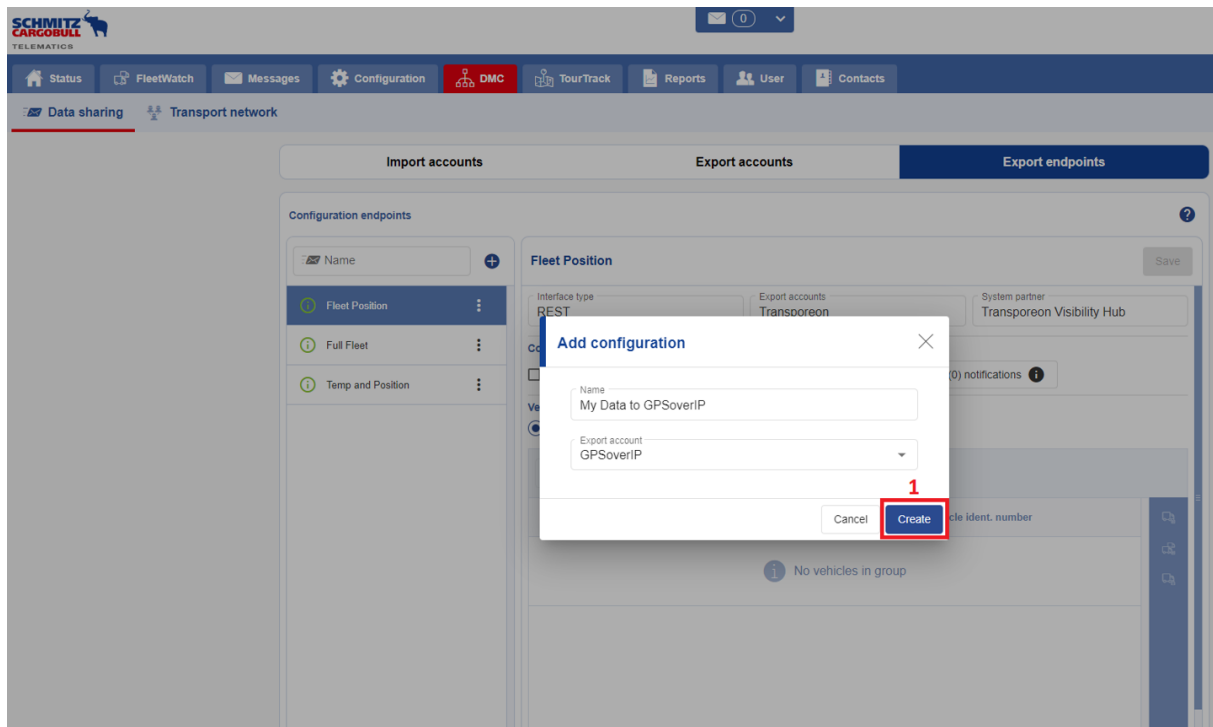 SCHMITZ
CARGOBULL
TELEMATICS
0
Status FleetWatch Messages Configuration DMC TourTrack Reports User Contacts
Data sharing Transport network
Import accounts Export accounts Export endpoints
Configuration endpoints
Name
Fleet Position
Full Fleet
Temp and Position
Fleet Position Save
Interface type Export accounts System partner
REST Transporeon Transporeon Visibility Hub
Co
(0) notifications
Ve
Add configuration
Name
My Data to GPSoverIP
Export account
GPSoverIP
1
Cancel Create
cle ident. number
No vehicles in group